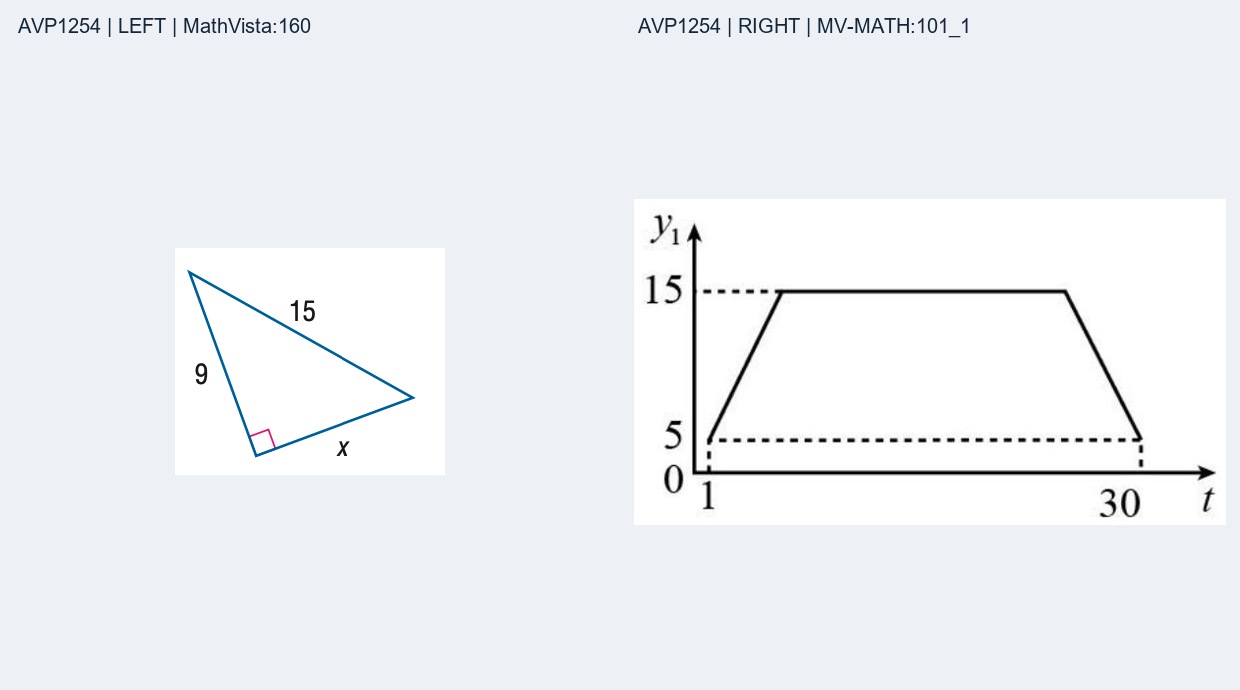 AVP1254 | LEFT | MathVista:160
AVP1254 | RIGHT | MV-MATH:101_1
15
9
x
y₁
15
5
0
1
30
t